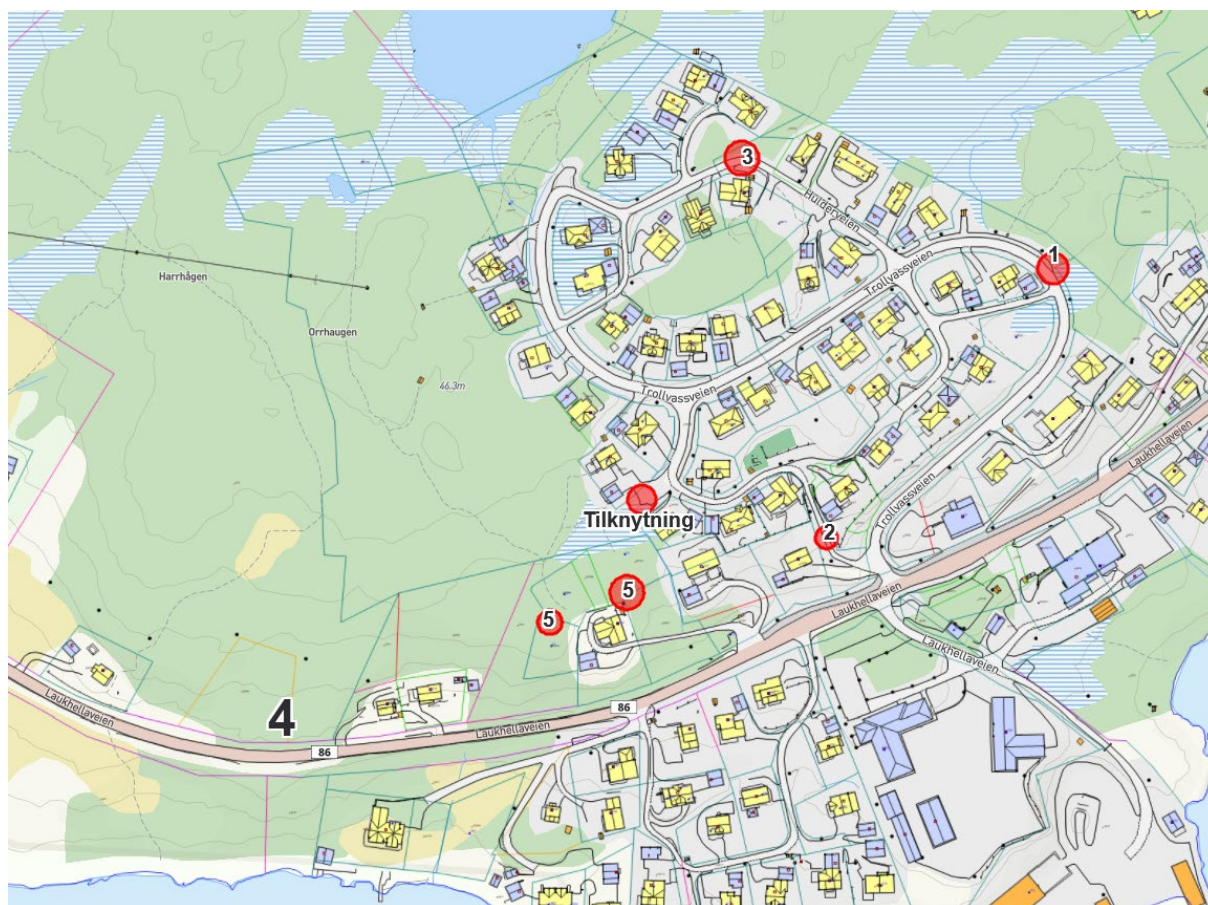 3
Hulderveien
1
Harrhågen
Trollvassveien
Orrhaugen
46.3m
Trollvassveien
Laukhellaveien
Tilknytning
Trollvassveien
2
5
5
Laukhellaveien
Laukhellaveien
Laukhellaveien
4
86
Laukhellaveien
86